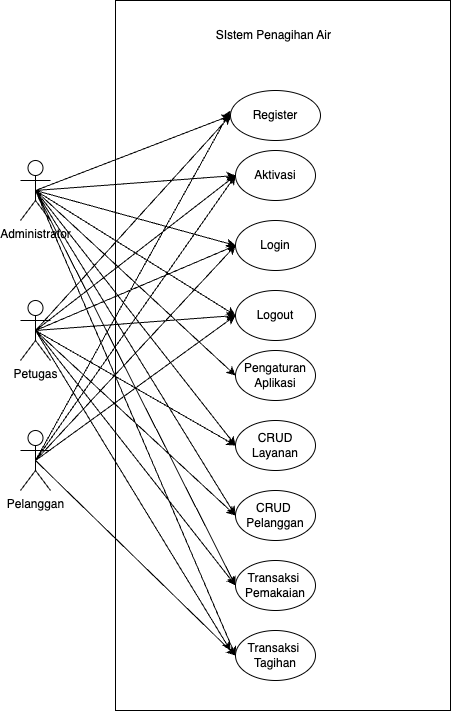 SIstem Penagihan Air
Register
Aktivasi
Administrator
Login
Logout
Petugas
Pengaturan
Aplikasi
CRUD
Layanan
Pelanggan
CRUD
Pelanggan
Transaksi
Pemakaian
Transaksi
Tagihan